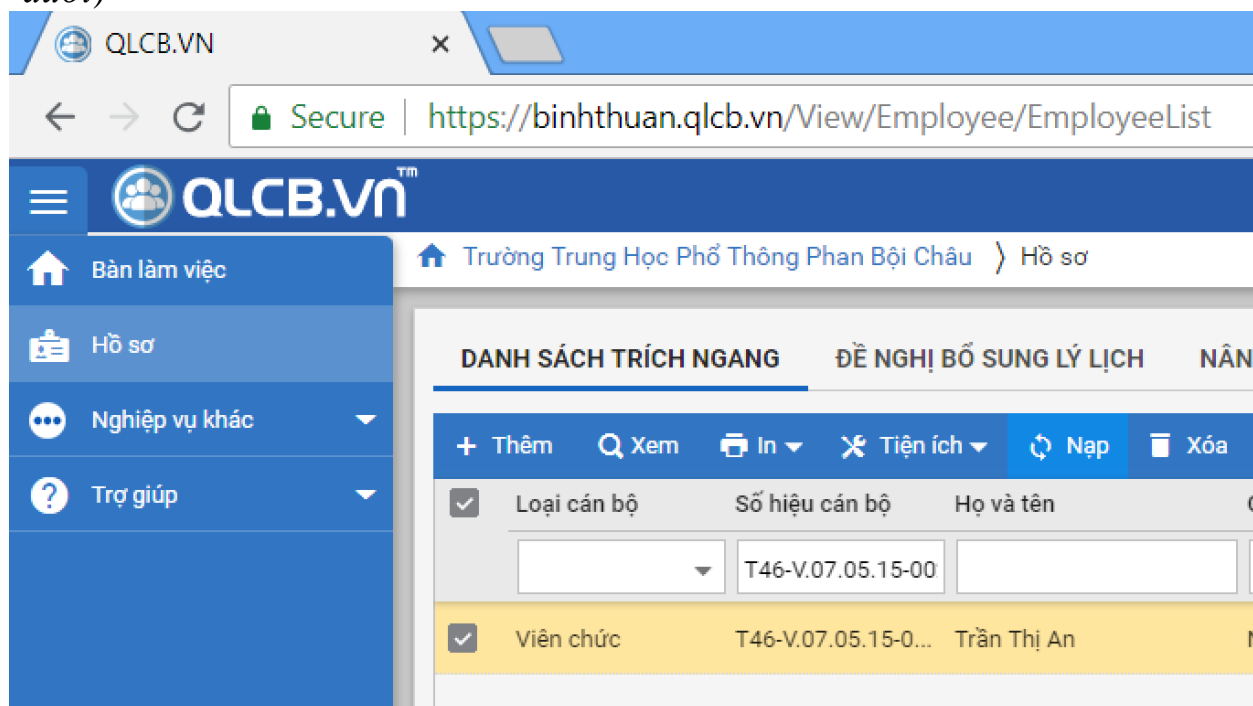 QLCB.VN
Secure https://binhthuan.qlcb.vn/View/Employee/EmployeeList
QLCB.Vn™
Bàn làm việc
Trường Trung Học Phổ Thông Phan Bội Châu 〉 Hồ sơ
Hồ sơ
DANH SÁCH TRÍCH NGANG ĐỀ NGHỊ BỔ SUNG LÝ LỊCH NÂN
Nghiệp vụ khác
+ Thêm Xem In Tiện ích Nạp Xóa
Trợ giúp
Loại cán bộ Số hiệu cán bộ Họ và tên
T46-V.07.05.15-00
Viên chức T46-V.07.05.15-0... Trần Thị An